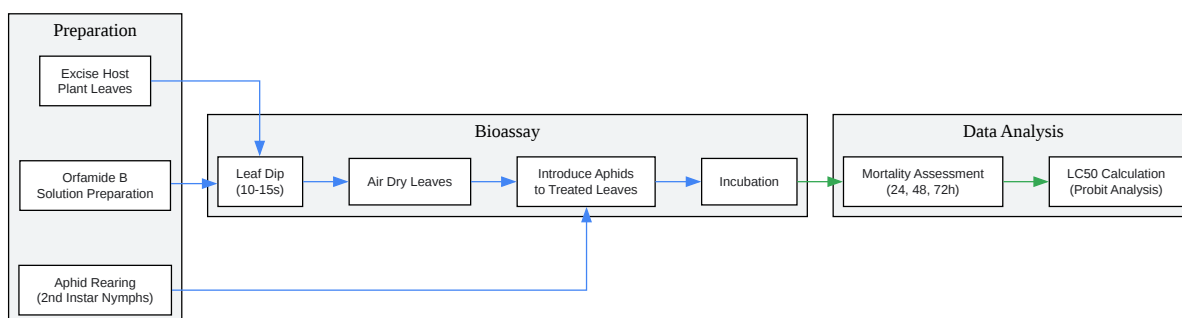 Preparation
Excise Host
Plant Leaves
Orfamide B
Solution Preparation
Aphid Rearing
(2nd Instar Nymphs)
Bioassay
Leaf Dip
(10-15s)
Air Dry Leaves
Introduce Aphids
to Treated Leaves
Incubation
Data Analysis
Mortality Assessment
(24, 48, 72h)
LC50 Calculation
(Probit Analysis)